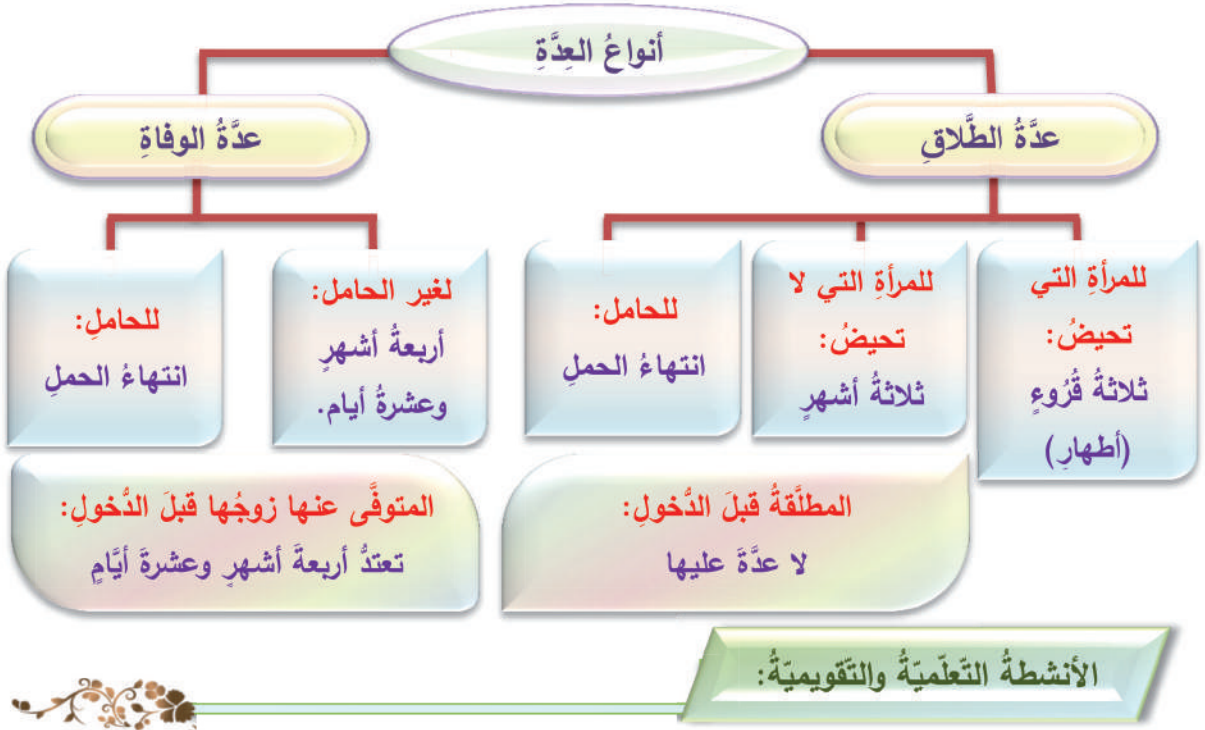 أنواعُ العِدَّةِ
عدَّةُ الطَّلاقِ
عدَّةُ الوفاةِ
للمرأةِ التي
تحيضُ:
ثلاثةُ قُرُوءٍ
(أطهارِ)
للمرأةِ التي لا
تحيضُ:
ثلاثةُ أشهرٍ
للحاملِ:
انتهاءُ الحملِ
لغير الحامل:
أربعةُ أشهرٍ
وعشرةُ أيام.
للحاملِ:
انتهاءُ الحملِ
المطلَّقةُ قبلَ الدُّخولِ:
لا عدَّةَ عليها
المتوفَّى عنها زوجُها قبلَ الدُّخولِ:
تعتدُّ أربعةَ أشهرٍ وعشرةَ أيَّامٍ
الأنشطةُ التّعلّميّةُ والتّقويميّةُ: